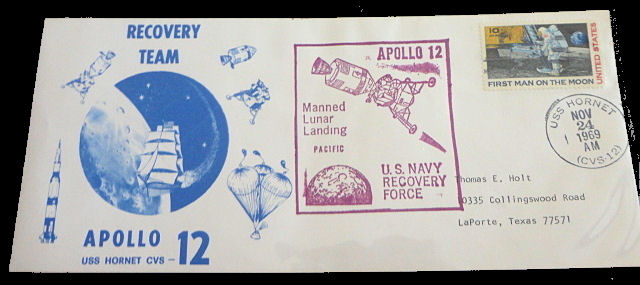 RECOVERY
TEAM
APOLLO 12
USS HORNET CVS - 12
APOLLO 12
Manned
Lunar
Landing
PACIFIC
U.S. NAVY
RECOVERY
FORCE
10c
UNITED STATES
FIRST MAN ON THE MOON
USS HORNET
NOV
24
1969
AM
(CVS-12)
Thomas E. Holt
0335 Collingswood Road
LaPorte, Texas 77571